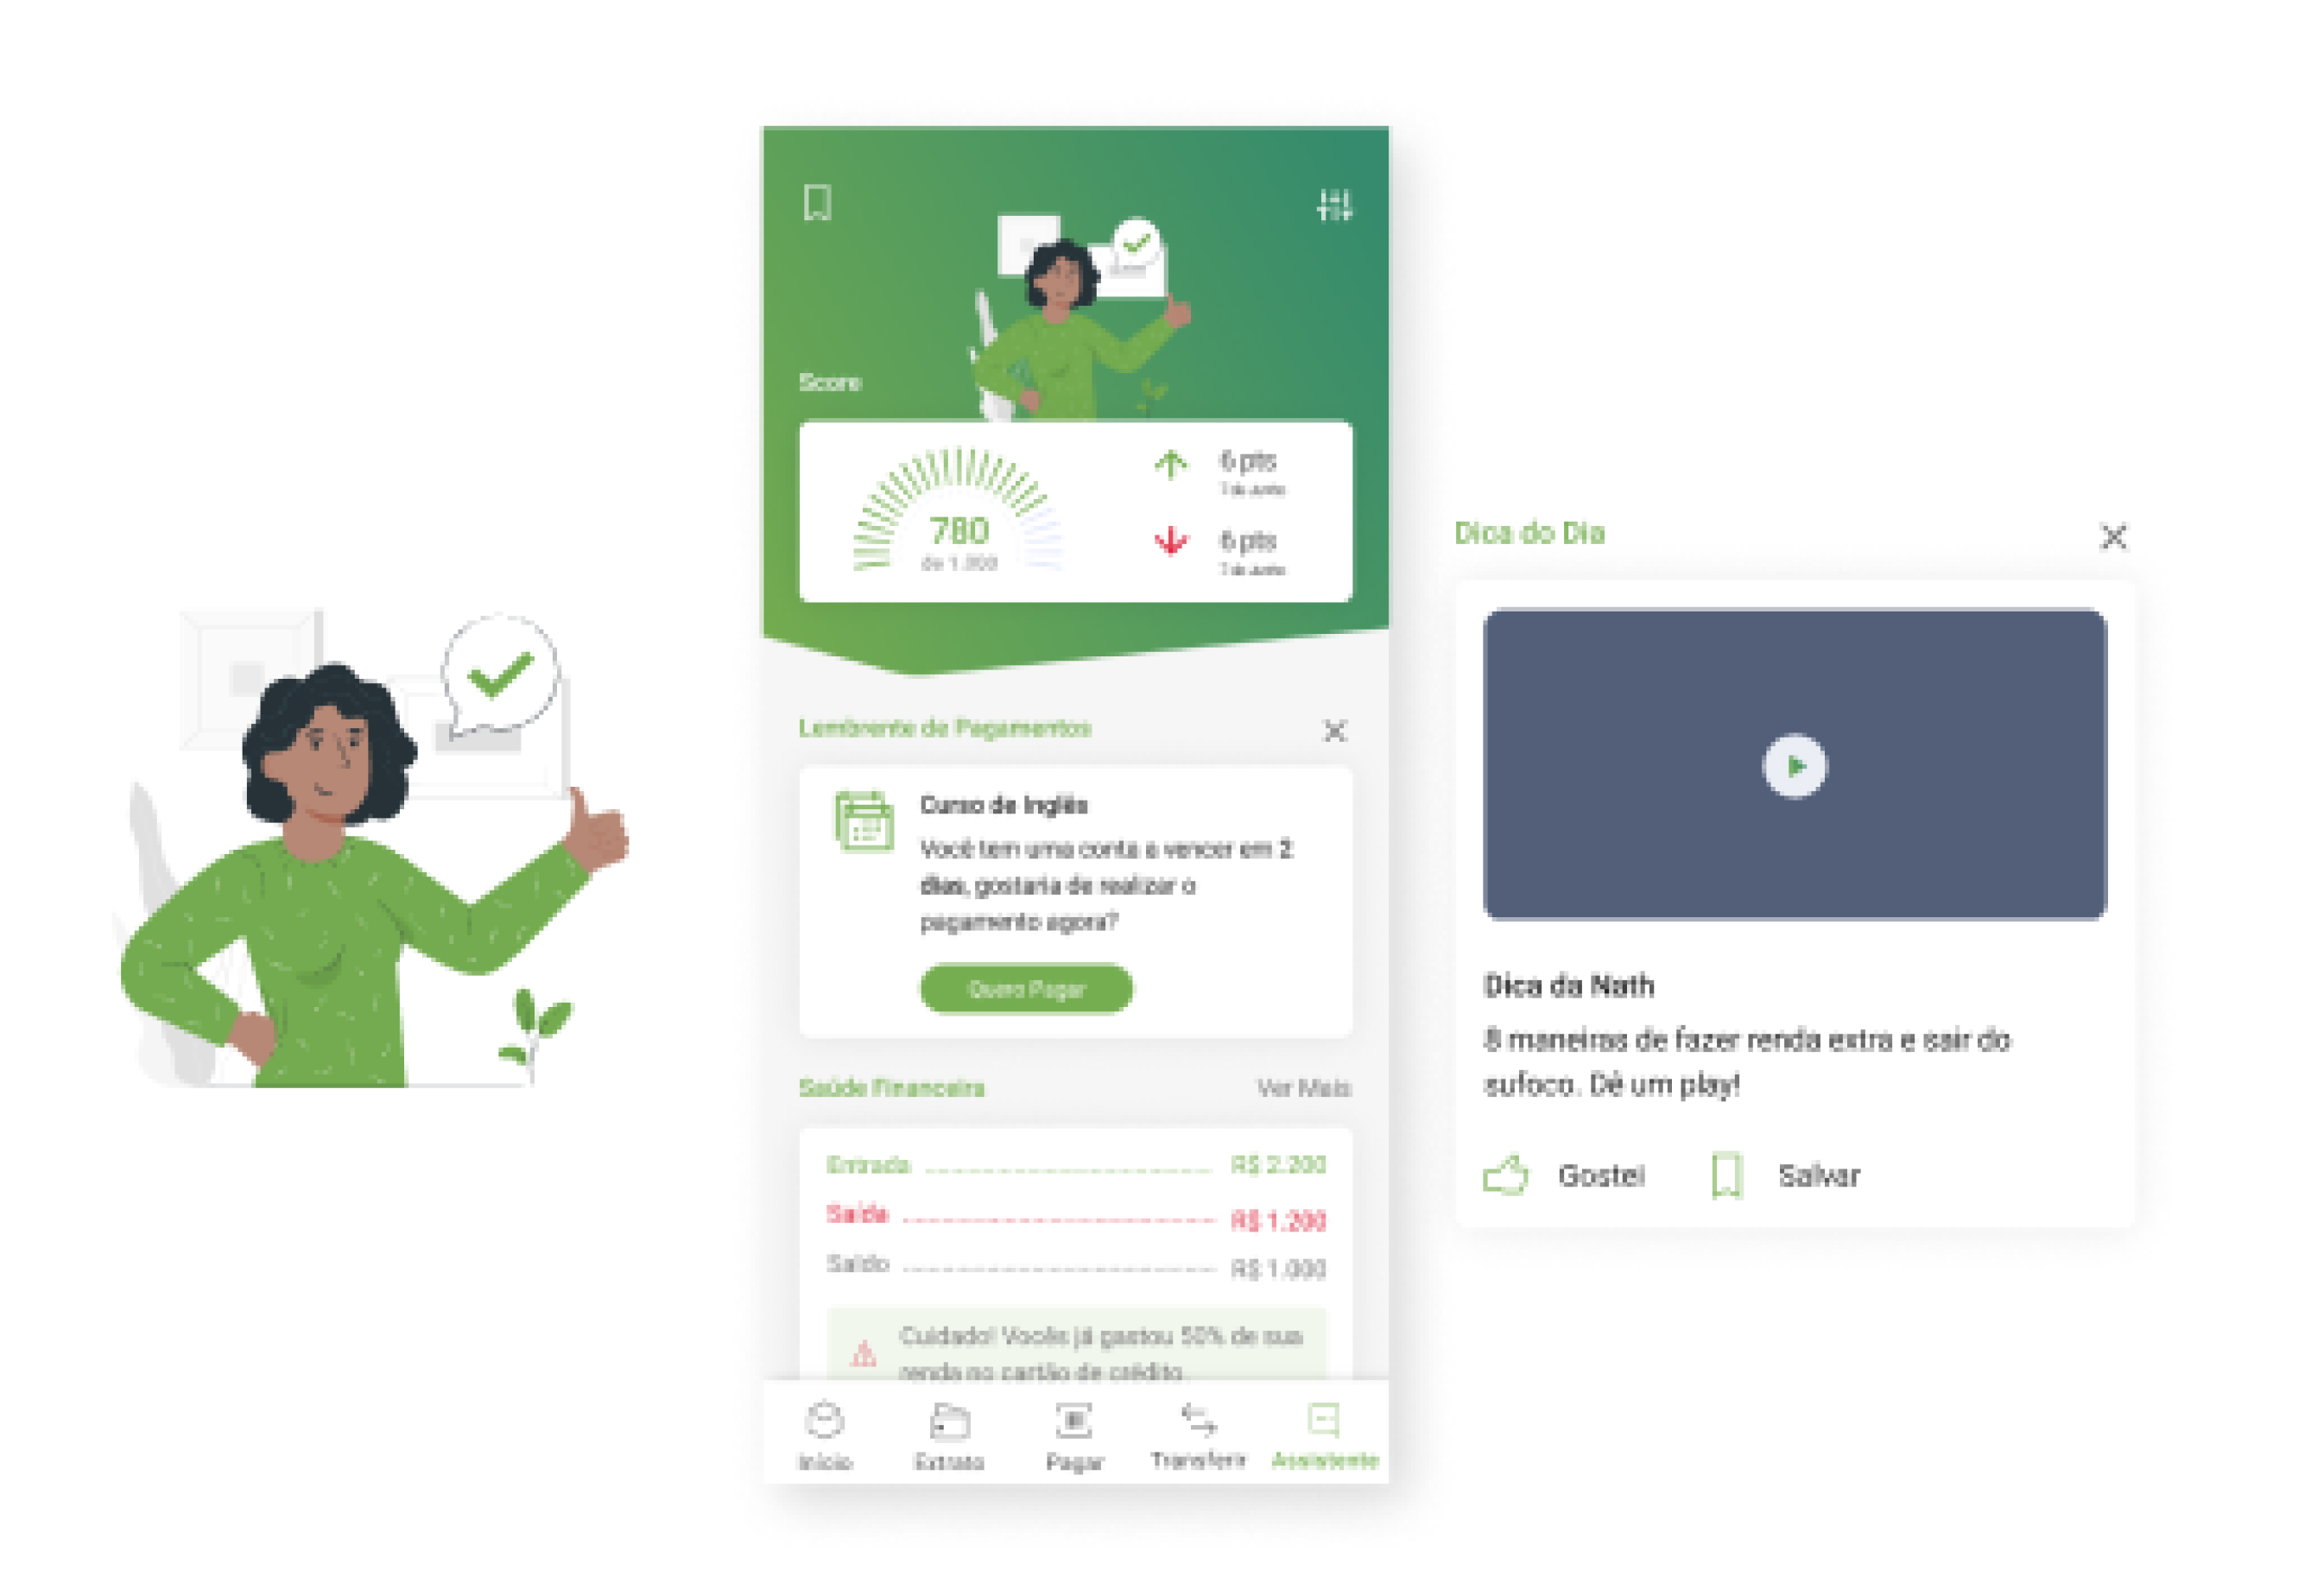 Score
780
de 1.000
6 pts
6 pts
Lembrente de Pagamentos
Curso de Inglês
Você tem uma conta a vencer em 2
dias, gostaria de realizar o
pagamento agora?
Quero Pagar
Saúde Financeira
Ver Mais
Entrada R$ 2.200
Saída R$ 1.200
Saldo R$ 1.000
Cuidado! Vocês já gastou 50% de sua
renda no cartão de crédito.
Início
Extrato
Pagar
Transferir
Assistente
Dica do Dia
Dica da Nath
8 maneiras de fazer renda extra e sair do
sufoco. Dê um play!
Gostei
Salvar